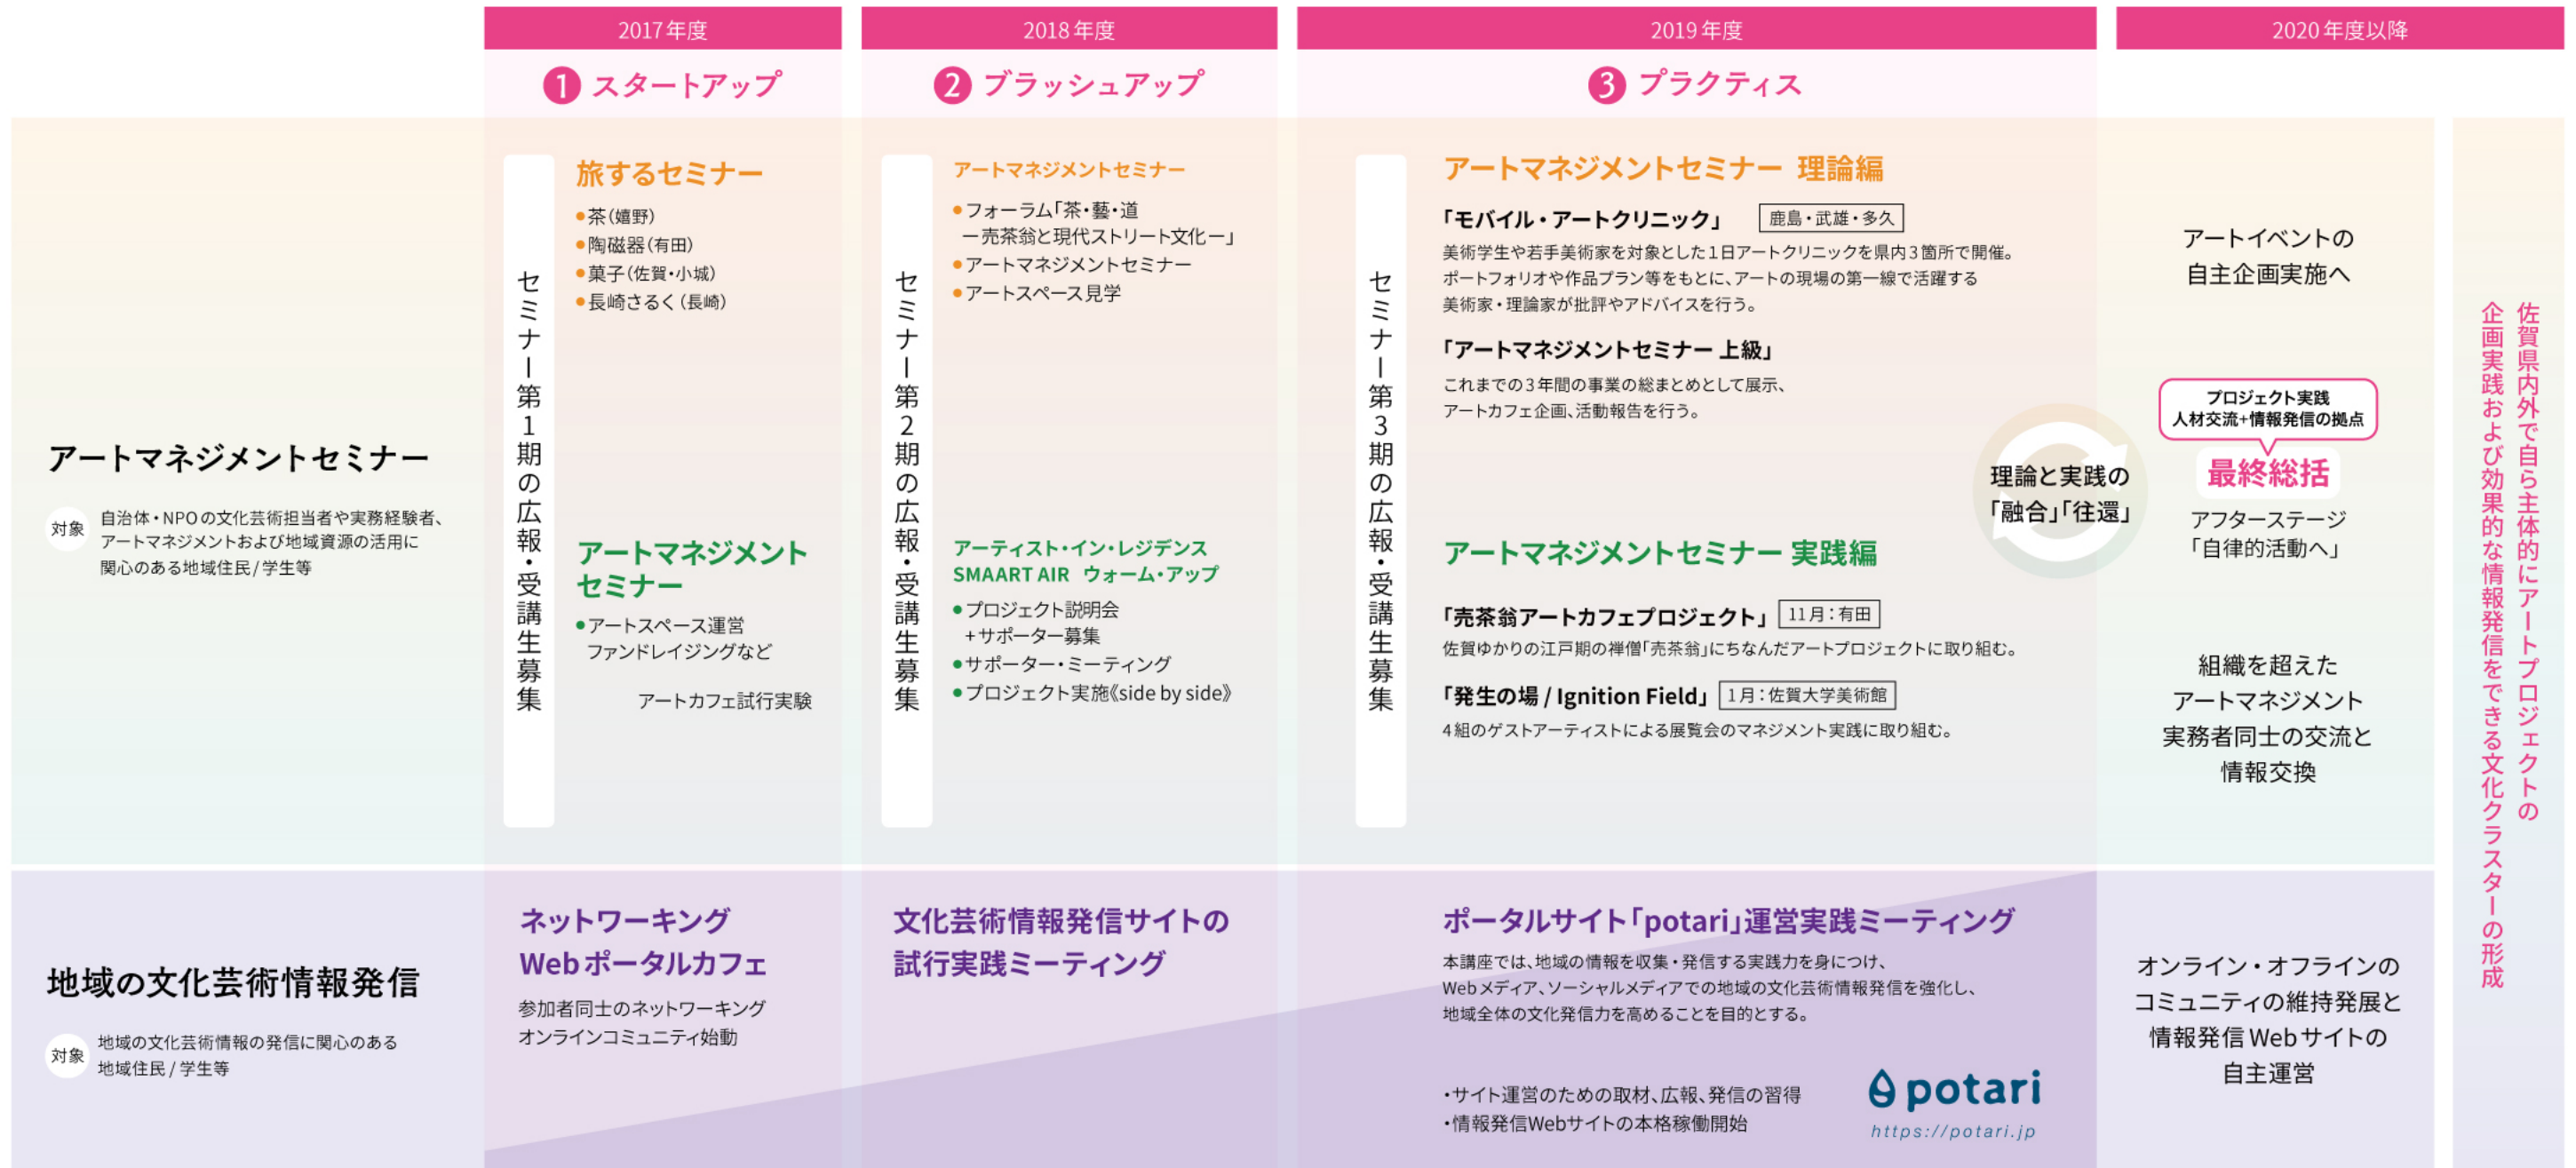 2017年度
2018年度
2019年度
2020年度以降
1 スタートアップ
2 ブラッシュアップ
3 プラクティス
アートマネジメントセミナー
対象
自治体・NPOの文化芸術担当者や実務経験者、
アートマネジメントおよび地域資源の活用に
関心のある地域住民/学生等
セミナー第1期の広報・受講生募集
旅するセミナー
●茶(嬉野)
●陶磁器(有田)
●菓子(佐賀・小城)
●長崎さるく(長崎)
アートマネジメント
セミナー
●アートスペース運営
ファンドレイジングなど
アートカフェ試行実験
セミナー第2期の広報・受講生募集
アートマネジメントセミナー
●フォーラム「茶・藝・道
ー売茶翁と現代ストリート文化ー」
●アートマネジメントセミナー
●アートスペース見学
アーティスト・イン・レジデンス
SMAART AIR ウォーム・アップ
●プロジェクト説明会
+サポーター募集
●サポーター・ミーティング
●プロジェクト実施《side by side》
セミナー第3期の広報・受講生募集
アートマネジメントセミナー 理論編
「モバイル・アートクリニック」 鹿島・武雄・多久
美術学生や若手美術家を対象とした1日アートクリニックを県内3箇所で開催。
ポートフォリオや作品プラン等をもとに、アートの現場の第一線で活躍する
美術家・理論家が批評やアドバイスを行う。
「アートマネジメントセミナー 上級」
これまでの3年間の事業の総まとめとして展示、
アートカフェ企画、活動報告を行う。
理論と実践の
「融合」「往還」
アートマネジメントセミナー 実践編
「売茶翁アートカフェプロジェクト」 11月：有田
佐賀ゆかりの江戸期の禅僧「売茶翁」にちなんだアートプロジェクトに取り組む。
「発生の場 / Ignition Field」 1月：佐賀大学美術館
4組のゲストアーティストによる展覧会のマネジメント実践に取り組む。
アートイベントの
自主企画実施へ
プロジェクト実践
人材交流+情報発信の拠点
最終総括
アフターステージ
「自律的活動へ」
組織を超えた
アートマネジメント
実務者同士の交流と
情報交換
佐賀県内外で自ら主体的にアートプロジェクトの
企画実践および効果的な情報発信をできる文化クラスターの形成
地域の文化芸術情報発信
対象
地域の文化芸術情報の発信に関心のある
地域住民/学生等
ネットワーキング
Webポータルカフェ
参加者同士のネットワーキング
オンラインコミュニティ始動
文化芸術情報発信サイトの
試行実践ミーティング
ポータルサイト「potari」運営実践ミーティング
本講座では、地域の情報を収集・発信する実践力を身につけ、
Webメディア、ソーシャルメディアでの地域の文化芸術情報発信を強化し、
地域全体の文化発信力を高めることを目的とする。
・サイト運営のための取材、広報、発信の習得
・情報発信Webサイトの本格稼働開始
potari
https://potari.jp
オンライン・オフラインの
コミュニティの維持発展と
情報発信Webサイトの
自主運営